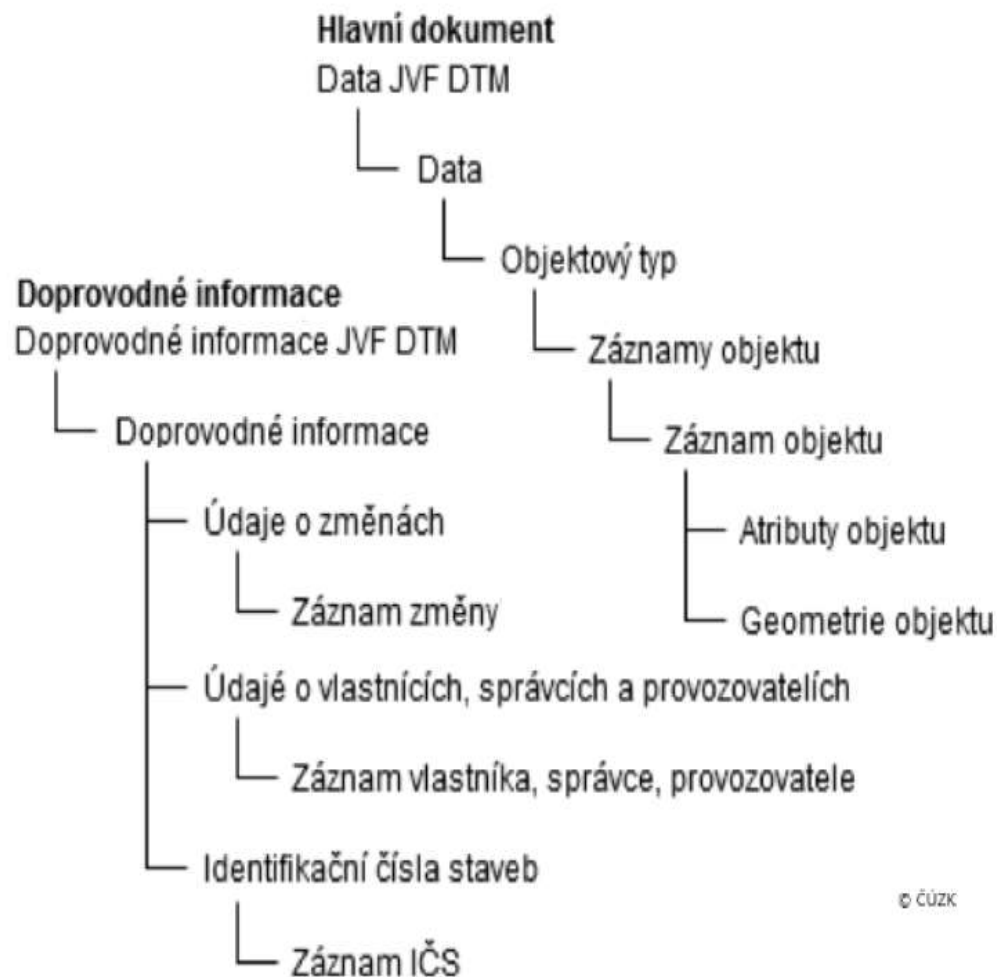 Hlavní dokument
Data JVF DTM
Data
Objektový typ
Záznamy objektu
Záznam objektu
Atributy objektu
Geometrie objektu
Doprovodné informace
Doprovodné informace JVF DTM
Doprovodné informace
Údaje o změnách
Záznam změny
Údajé o vlastnících, správcích a provozovatelích
Záznam vlastníka, správce, provozovatele
Identifikační čísla staveb
Záznam IČS
© ČÚZK